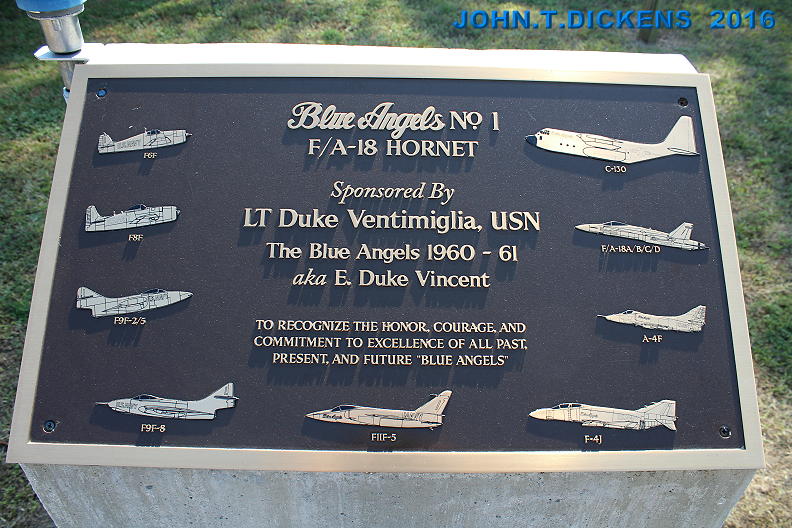 JOHN.T.DICKENS 2016
Blue Angels No 1
F/A-18 HORNET
Sponsored By
LT Duke Ventimiglia, USN
The Blue Angels 1960 - 61
aka E. Duke Vincent
TO RECOGNIZE THE HONOR, COURAGE, AND
COMMITMENT TO EXCELLENCE OF ALL PAST,
PRESENT, AND FUTURE "BLUE ANGELS"
F6F
F8F
F9F-2/5
F9F-8
F11F-5
F-4J
A-4F
F/A-18A/B/C/D
C-130